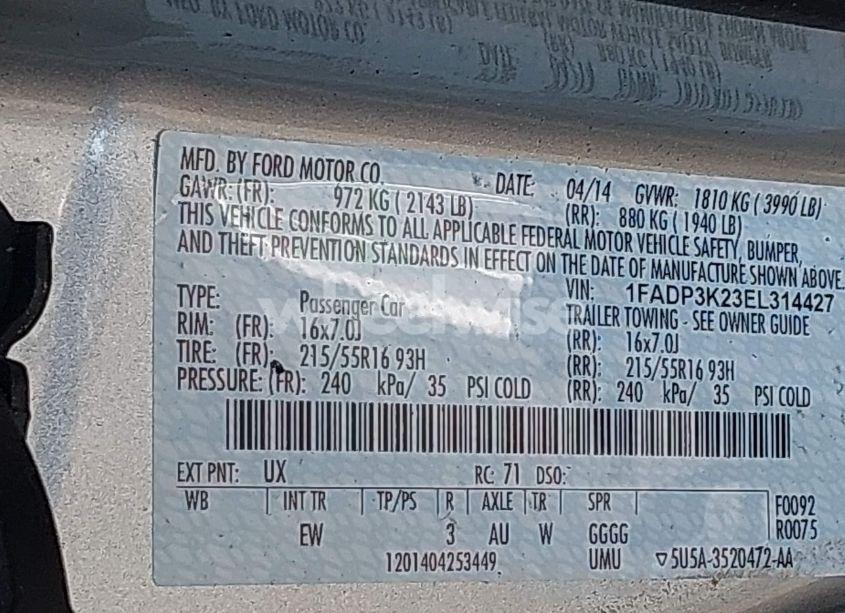 MFD. BY FORD MOTOR CO. DATE: 04/14 GVWR: 1810 KG ( 3990 LB)
GAWR: (FR): 972 KG ( 2143 LB) (RR): 880 KG ( 1940 LB)
THIS VEHICLE CONFORMS TO ALL APPLICABLE FEDERAL MOTOR VEHICLE SAFETY, BUMPER,
AND THEFT PREVENTION STANDARDS IN EFFECT ON THE DATE OF MANUFACTURE SHOWN ABOVE.
VIN: 1FADP3K23EL314427
TYPE: Passenger Car TRAILER TOWING - SEE OWNER GUIDE
RIM: (FR): 16x7.0J (RR): 16x7.0J
TIRE: (FR): 215/55R16 93H (RR): 215/55R16 93H
PRESSURE: (FR): 240 kPa/ 35 PSI COLD (RR): 240 kPa/ 35 PSI COLD
EXT PNT: UX RC: 71 DSO:
WB INT TR TP/PS R AXLE TR SPR F0092
EW 3 AU W GGGG R0075
1201404253449 UMU ▽5U5A-3520472-AA